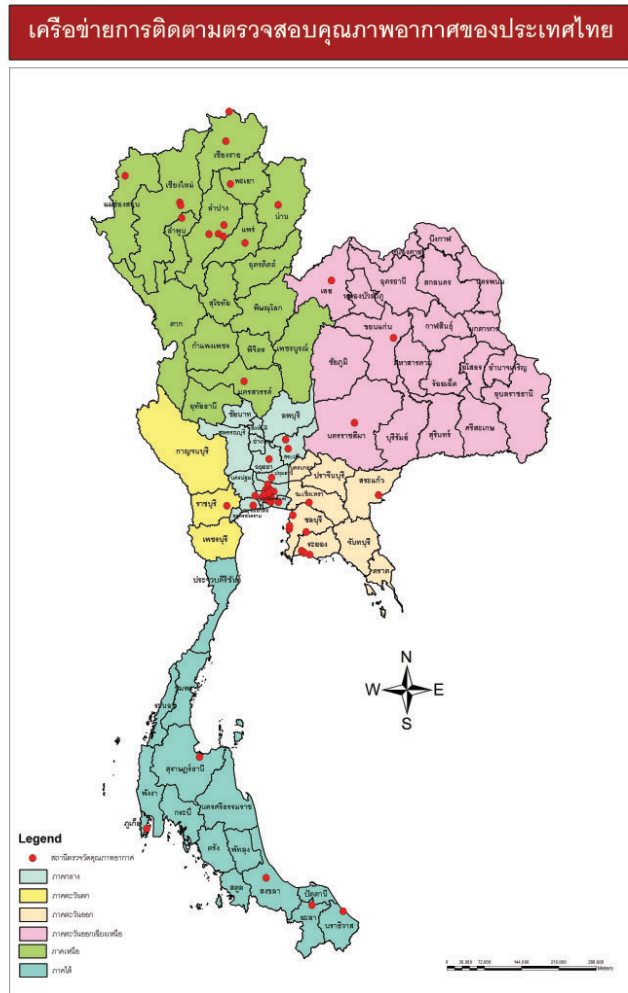 เครือข่ายการติดตามตรวจสอบคุณภาพอากาศของประเทศไทย
เชียงราย
พะเยา
เชียงใหม่
แม่ฮ่องสอน
ลำปาง
น่าน
ลำพูน
แพร่
อุตรดิตถ์
สุโขทัย
พิษณุโลก
ตาก
กำแพงเพชร
พิจิตร
เพชรบูรณ์
นครสวรรค์
อุทัยธานี
บึงกาฬ
เลย
อุดรธานี
สกลนคร
นครพนม
ขอนแก่น
กาฬสินธุ์
มุกดาหาร
ชัยภูมิ
มหาสารคาม
ร้อยเอ็ด
ยโสธร
อำนาจเจริญ
อุบลราชธานี
นครราชสีมา
บุรีรัมย์
สุรินทร์
ศรีสะเกษ
ชัยนาท
ลพบุรี
กาญจนบุรี
ปราจีนบุรี
สระแก้ว
ฉะเชิงเทรา
ราชบุรี
ชลบุรี
เพชรบุรี
ระยอง
จันทบุรี
ตราด
ประจวบคีรีขันธ์
N
W E
S
สุราษฎร์ธานี
พังงา
นครศรีธรรมราช
กระบี่
ภูเก็ต
ตรัง
พัทลุง
สตูล
สงขลา
ปัตตานี
ยะลา
นราธิวาส
Legend
สถานีตรวจวัดคุณภาพอากาศ
ภาคกลาง
ภาคตะวันตก
ภาคตะวันออก
ภาคตะวันออกเฉียงเหนือ
ภาคเหนือ
ภาคใต้
Meters